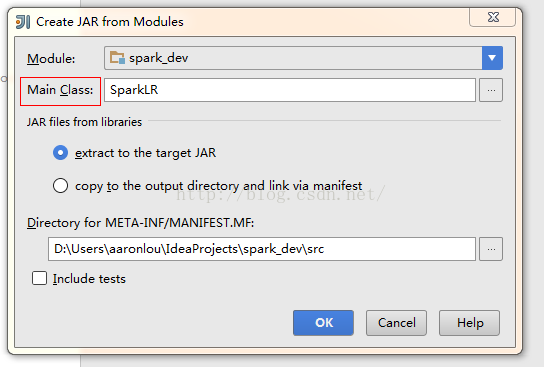 Create JAR from Modules
Module: spark_dev
Main Class: SparkLR ...
JAR files from libraries
extract to the target JAR
copy to the output directory and link via manifest
http://blog.csdn.net/
Directory for META-INF/MANIFEST.MF:
D:\Users\aaronlou\IdeaProjects\spark_dev\src ...
Include tests
OK Cancel Help